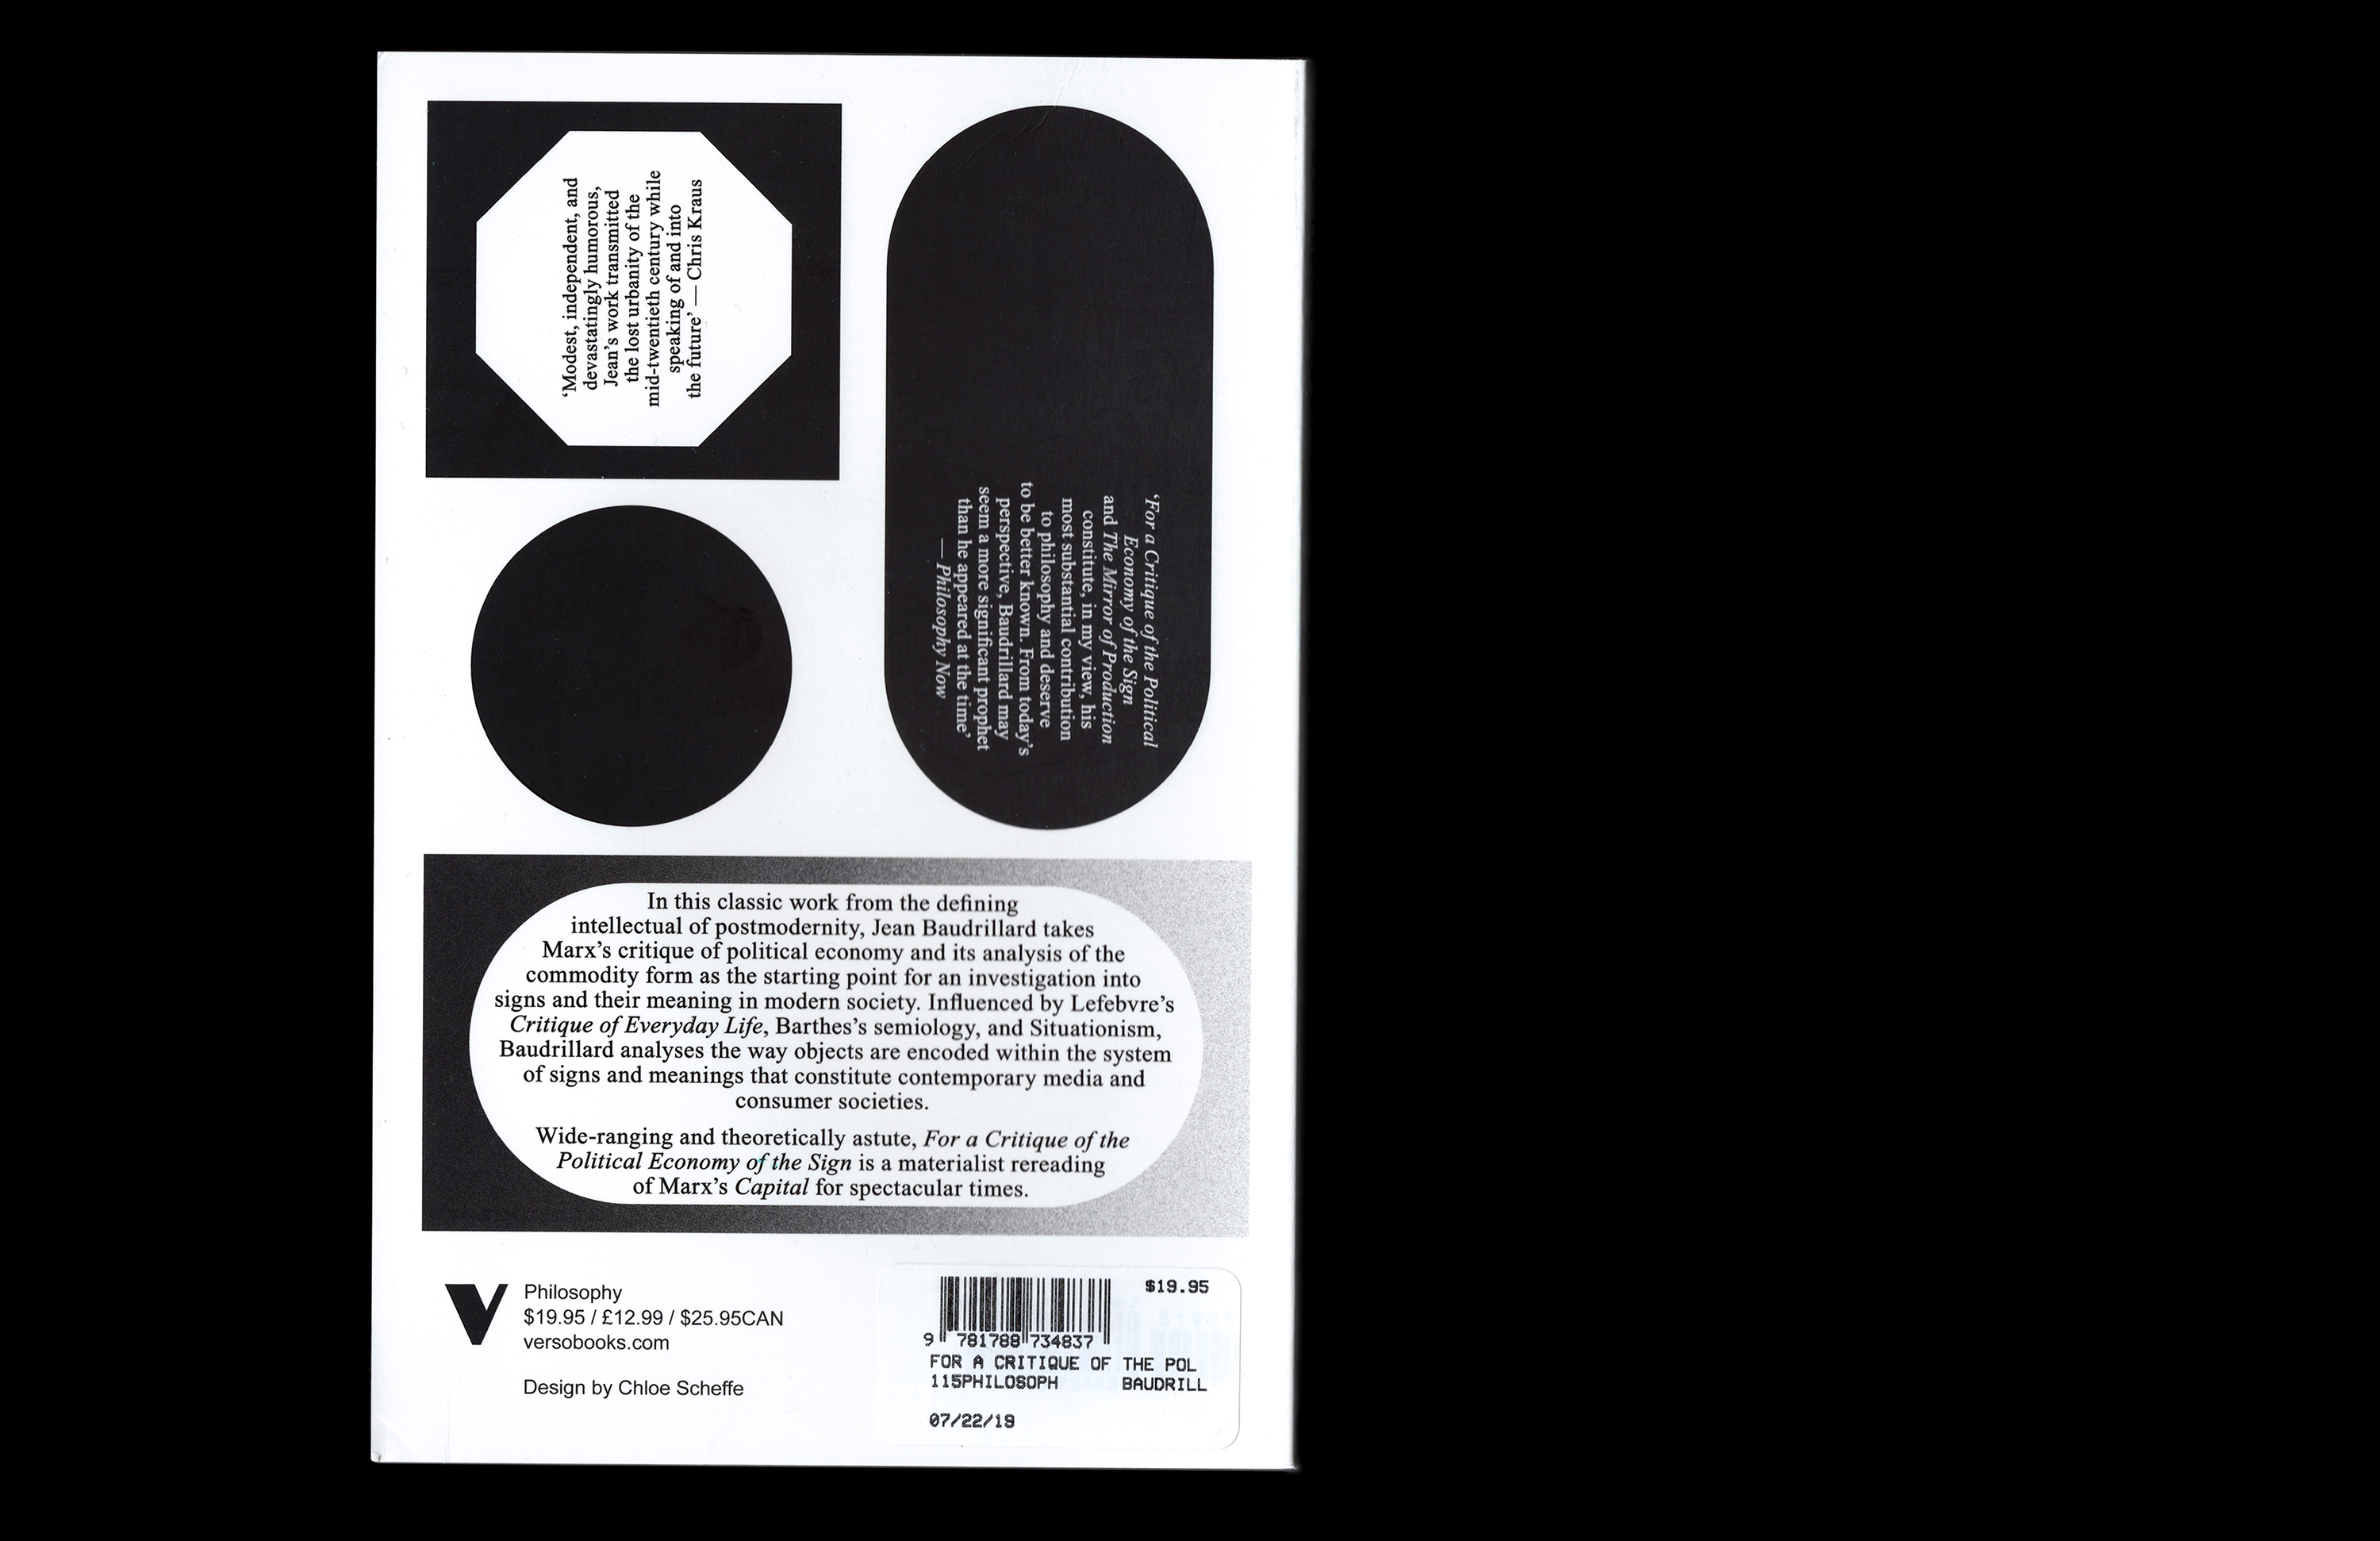 ‘Modest, independent, and
devastatingly humorous,
Jean’s work transmitted
the lost urbanity of the
mid-twentieth century while
speaking of and into
the future’ — Chris Kraus
‘For a Critique of the Political
Economy of the Sign
and The Mirror of Production
constitute, in my view, his
most substantial contribution
to philosophy and deserve
to be better known. From today’s
perspective, Baudrillard may
seem a more significant prophet
than he appeared at the time’
— Philosophy Now
In this classic work from the defining
intellectual of postmodernity, Jean Baudrillard takes
Marx’s critique of political economy and its analysis of the
commodity form as the starting point for an investigation into
signs and their meaning in modern society. Influenced by Lefebvre’s
Critique of Everyday Life, Barthes’s semiology, and Situationism,
Baudrillard analyses the way objects are encoded within the system
of signs and meanings that constitute contemporary media and
consumer societies.
Wide-ranging and theoretically astute, For a Critique of the
Political Economy of the Sign is a materialist rereading
of Marx’s Capital for spectacular times.
V
Philosophy
$19.95 / £12.99 / $25.95CAN
versobooks.com
Design by Chloe Scheffe
$19.95
9 781788 734837
FOR A CRITIQUE OF THE POL
115PHILOSOPH BAUDRILL
07/22/19